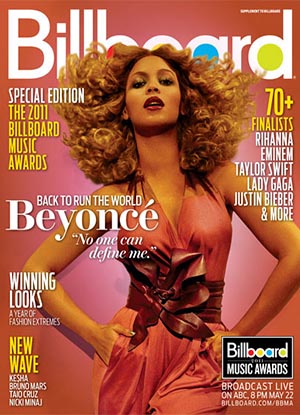 SUPPLEMENT TO BILLBOARD
Billboard
SPECIAL EDITION
THE 2011
BILLBOARD
MUSIC
AWARDS
70+
FINALISTS
RIHANNA
EMINEM
TAYLOR SWIFT
LADY GAGA
JUSTIN BIEBER
& MORE
BACK TO RUN THE WORLD
Beyoncé
"No one can
define me."
WINNING
LOOKS
A YEAR OF
FASHION EXTREMES
NEW
WAVE
KESHA
BRUNO MARS
TAIO CRUZ
NICKI MINAJ
Billboard
2011
MUSIC AWARDS
BROADCAST LIVE
ON ABC, 8 PM MAY 22
BILLBOARD.COM/BBMA